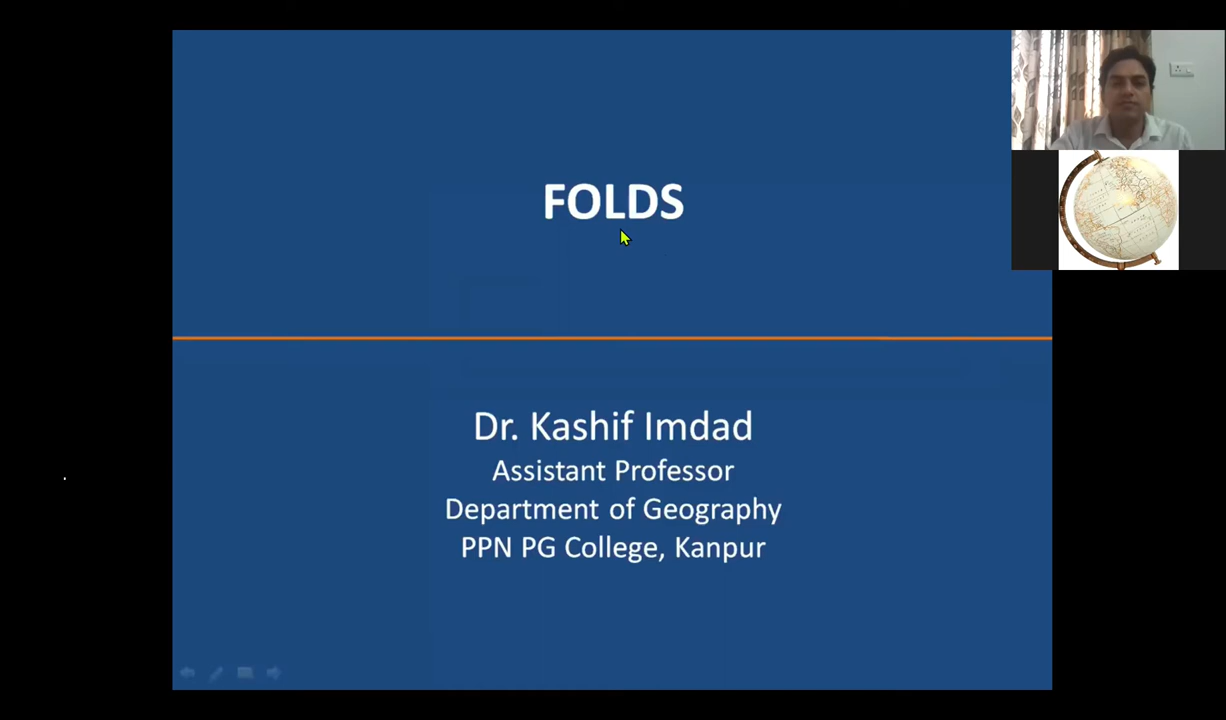 FOLDS
Dr. Kashif Imdad
Assistant Professor
Department of Geography
PPN PG College, Kanpur